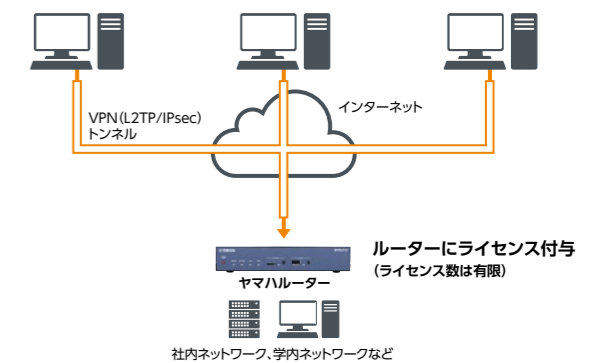 VPN(L2TP/IPsec)
トンネル
インターネット
YAMAHA
ルーターにライセンス付与
(ライセンス数は有限)
ヤマハルーター
社内ネットワーク、学内ネットワークなど